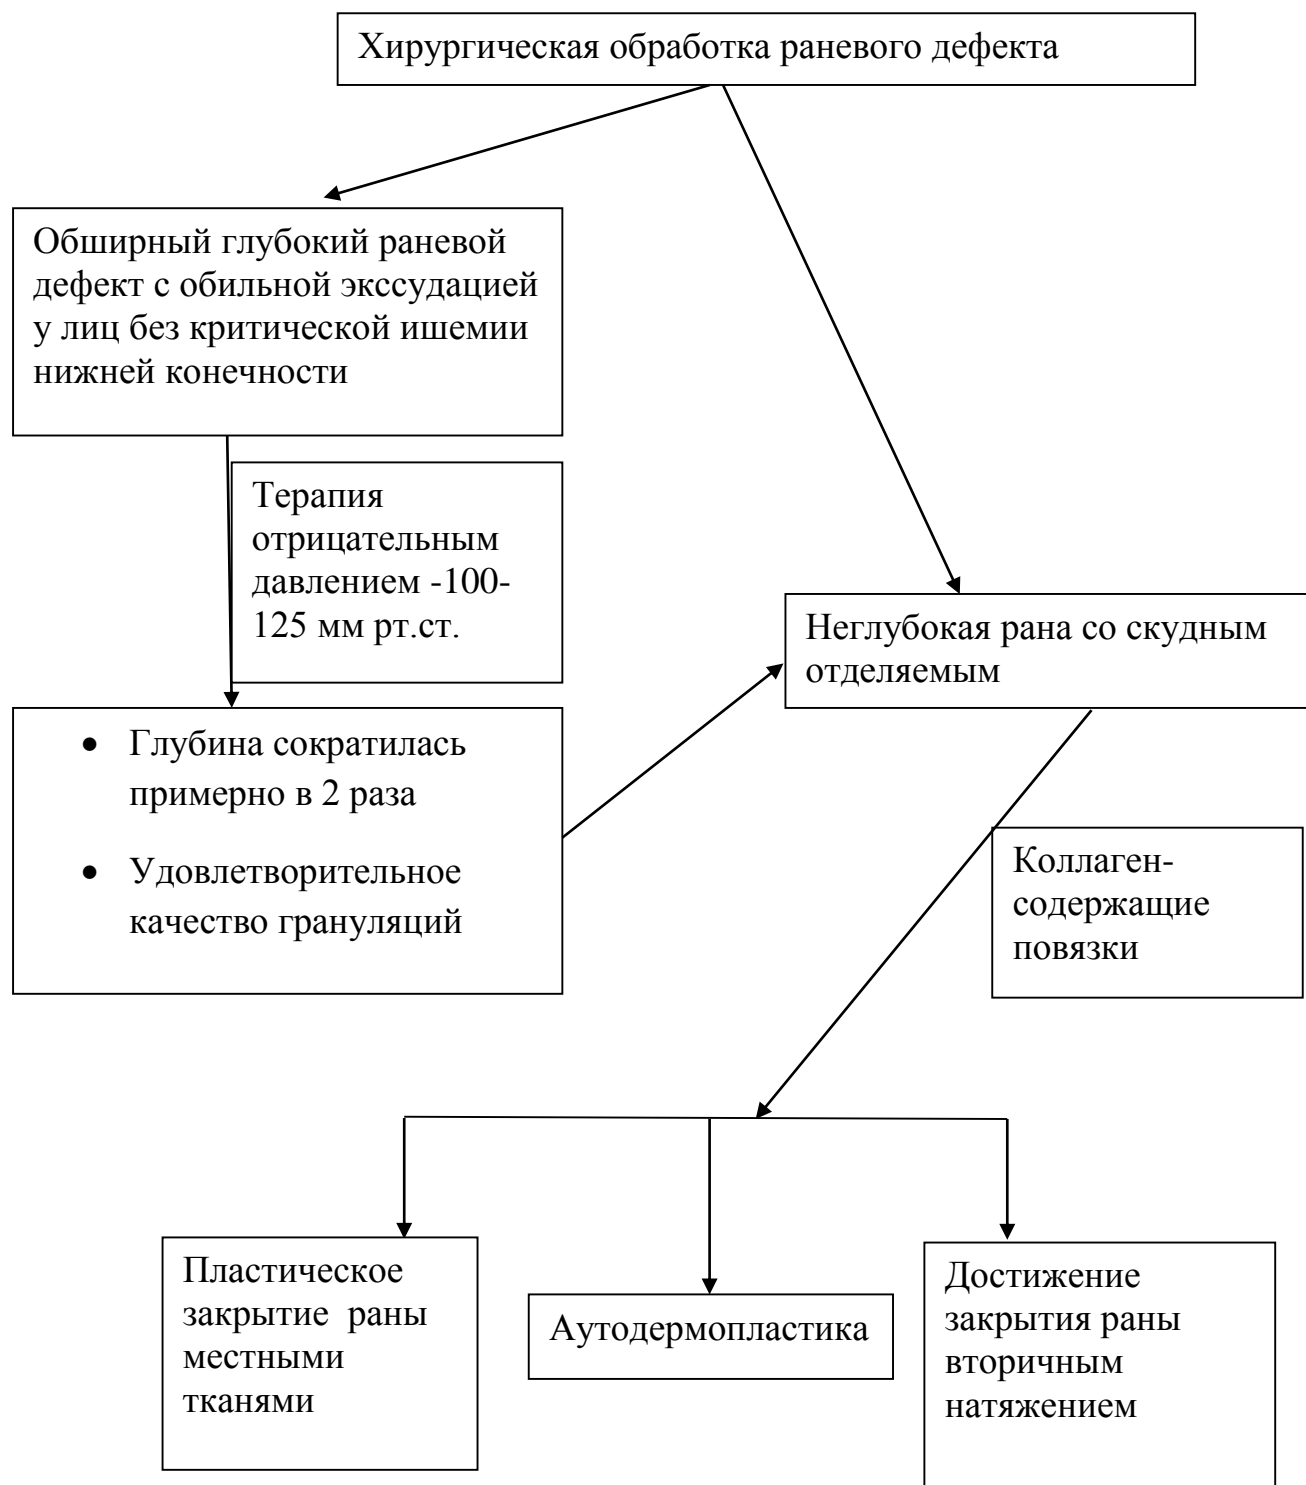 Хирургическая обработка раневого дефекта
Обширный глубокий раневой
дефект с обильной экссудацией
у лиц без критической ишемии
нижней конечности
Терапия
отрицательным
давлением -100-
125 мм рт.ст.
Неглубокая рана со скудным
отделяемым
• Глубина сократилась
примерно в 2 раза
• Удовлетворительное
качество грануляций
Коллаген-
содержащие
повязки
Пластическое
закрытие раны
местными
тканями
Аутодермопластика
Достижение
закрытия раны
вторичным
натяжением